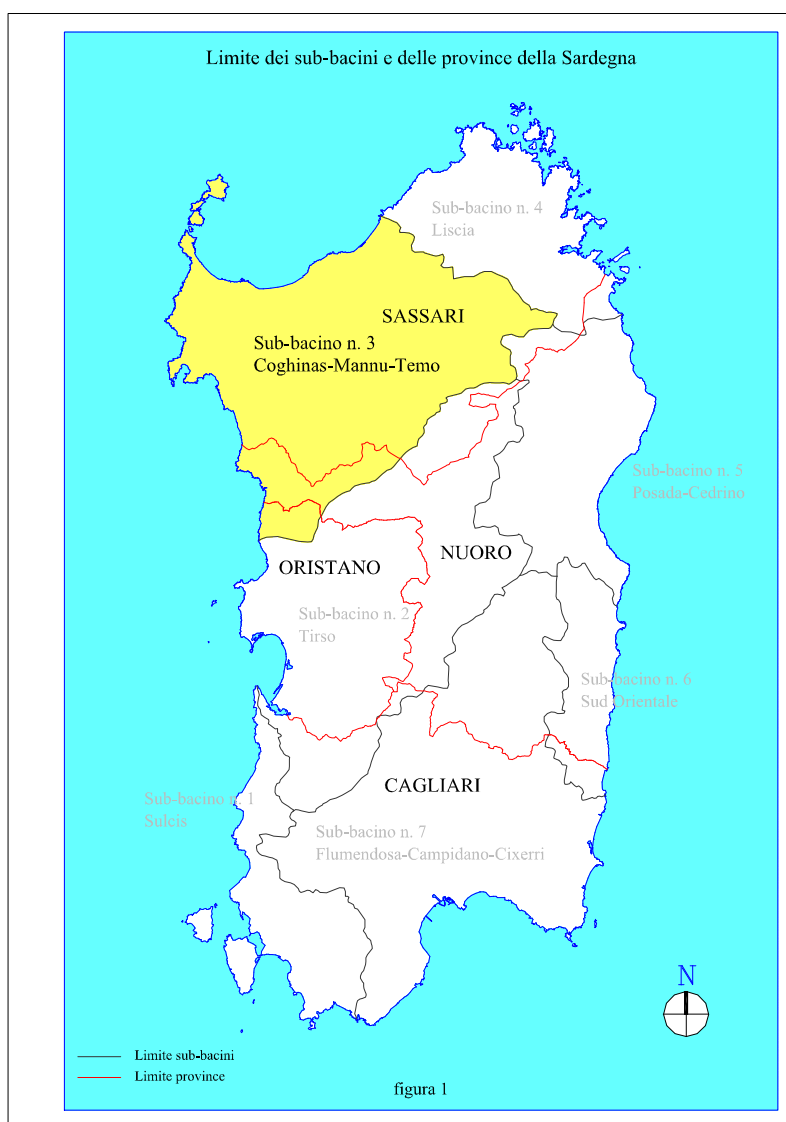 Limite dei sub-bacini e delle province della Sardegna
Sub-bacino n. 4
Liscia
SASSARI
Sub-bacino n. 3
Coghinas-Mannu-Temo
Sub-bacino n. 5
Posada-Cedrino
NUORO
ORISTANO
Sub-bacino n. 2
Tirso
Sub-bacino n. 6
Sud Orientale
CAGLIARI
Sub-bacino n. 1
Sulcis
Sub-bacino n. 7
Flumendosa-Campidano-Cixerri
N
Limite sub-bacini
Limite province
figura 1